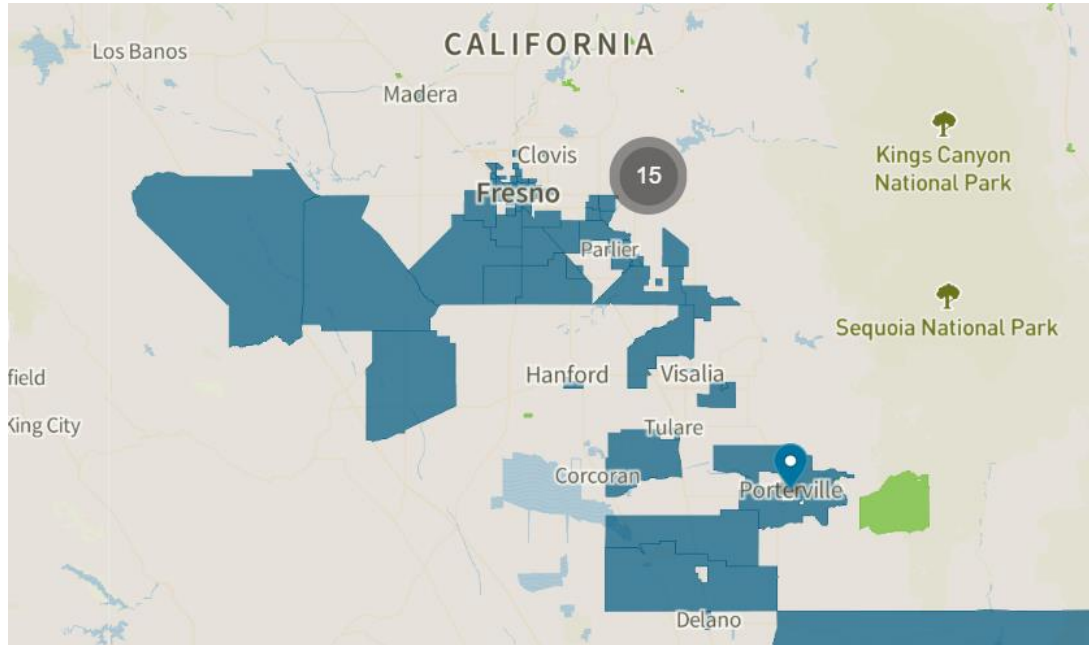 CALIFORNIA
Los Banos
Madera
Clovis
15
Kings Canyon
National Park
Fresno
Parlier
Sequoia National Park
Hanford
Visalia
field
King City
Tulare
Corcoran
Porterville
Delano